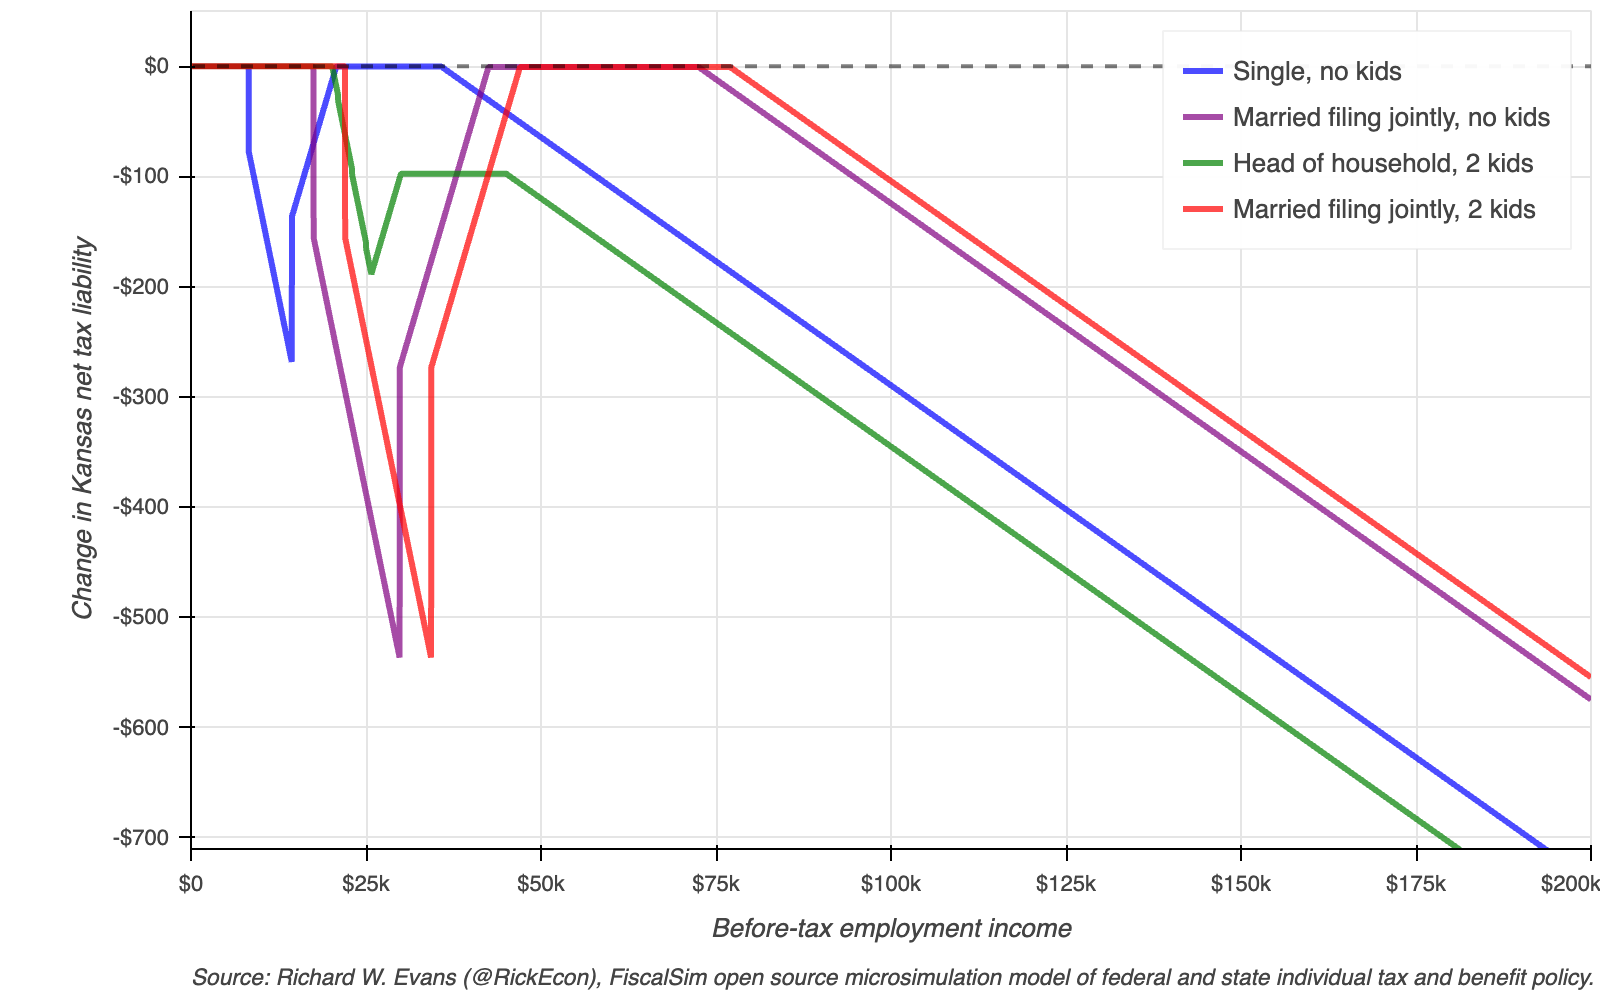 $0
-$100
-$200
-$300
-$400
-$500
-$600
-$700
Change in Kansas net tax liability
Single, no kids
Married filing jointly, no kids
Head of household, 2 kids
Married filing jointly, 2 kids
$0 $25k $50k $75k $100k $125k $150k $175k $200k
Before-tax employment income
Source: Richard W. Evans (@RickEcon), FiscalSim open source microsimulation model of federal and state individual tax and benefit policy.